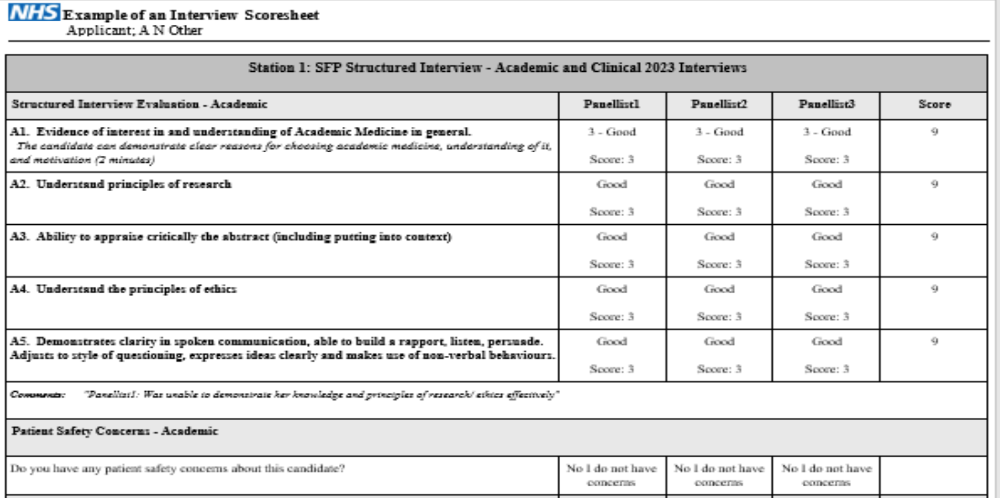 NHS Example of an Interview Scoresheet
Applicant; A N Other
Station 1: SFP Structured Interview - Academic and Clinical 2023 Interviews
Structured Interview Evaluation - Academic Panellist1 Panellist2 Panellist3 Score
A1. Evidence of interest in and understanding of Academic Medicine in general. 3 - Good 3 - Good 3 - Good 9
The candidate can demonstrate clear reasons for choosing academic medicine, understanding of it,
and motivation (2 minutes) Score: 3 Score: 3 Score: 3
A2. Understand principles of research Good Good Good 9
Score: 3 Score: 3 Score: 3
A3. Ability to appraise critically the abstract (including putting into context) Good Good Good 9
Score: 3 Score: 3 Score: 3
A4. Understand the principles of ethics Good Good Good 9
Score: 3 Score: 3 Score: 3
A5. Demonstrates clarity in spoken communication, able to build a rapport, listen, persuade. Good Good Good 9
Adjusts to style of questioning, expresses ideas clearly and makes use of non-verbal behaviours.
Score: 3 Score: 3 Score: 3
Comments: "Panellist1: Was unable to demonstrate her knowledge and principles of research/ ethics effectively"
Patient Safety Concerns - Academic
Do you have any patient safety concerns about this candidate? No I do not have No I do not have No I do not have
concerns concerns concerns